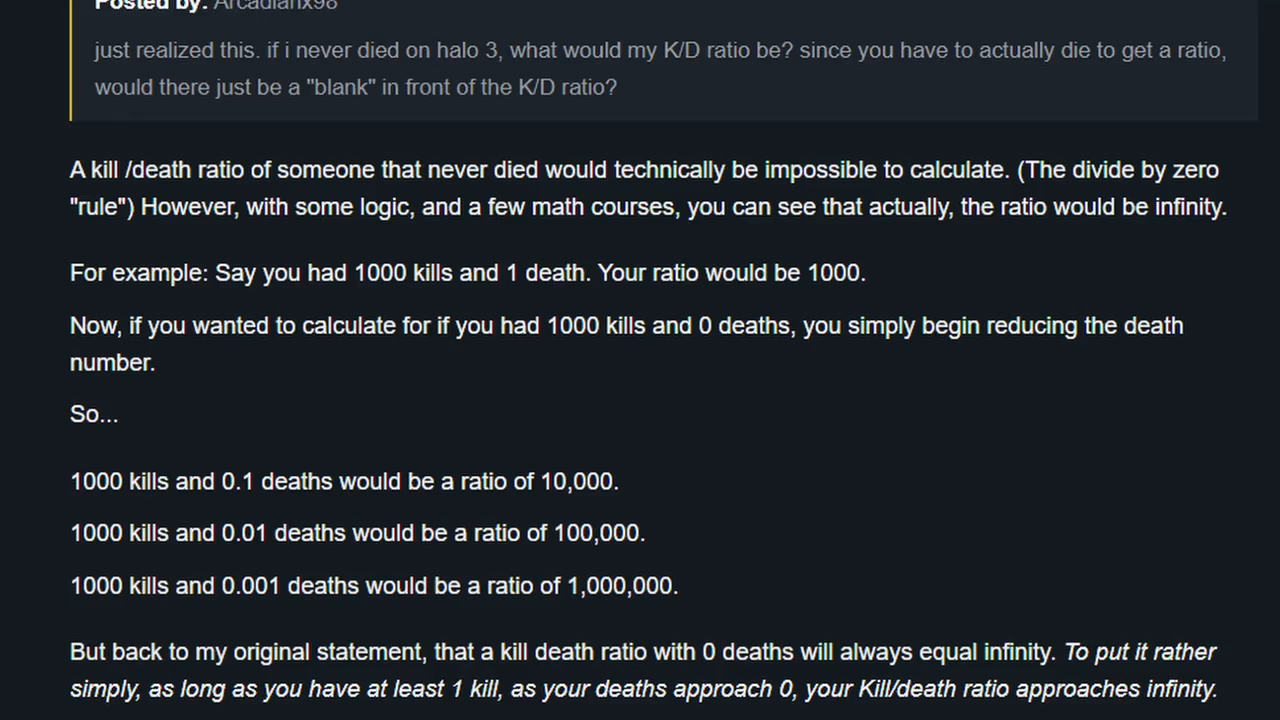 Posted by: Arcadianx98
just realized this. if i never died on halo 3, what would my K/D ratio be? since you have to actually die to get a ratio,
would there just be a "blank" in front of the K/D ratio?
A kill /death ratio of someone that never died would technically be impossible to calculate. (The divide by zero
"rule") However, with some logic, and a few math courses, you can see that actually, the ratio would be infinity.
For example: Say you had 1000 kills and 1 death. Your ratio would be 1000.
Now, if you wanted to calculate for if you had 1000 kills and 0 deaths, you simply begin reducing the death
number.
So...
1000 kills and 0.1 deaths would be a ratio of 10,000.
1000 kills and 0.01 deaths would be a ratio of 100,000.
1000 kills and 0.001 deaths would be a ratio of 1,000,000.
But back to my original statement, that a kill death ratio with 0 deaths will always equal infinity. To put it rather
simply, as long as you have at least 1 kill, as your deaths approach 0, your Kill/death ratio approaches infinity.